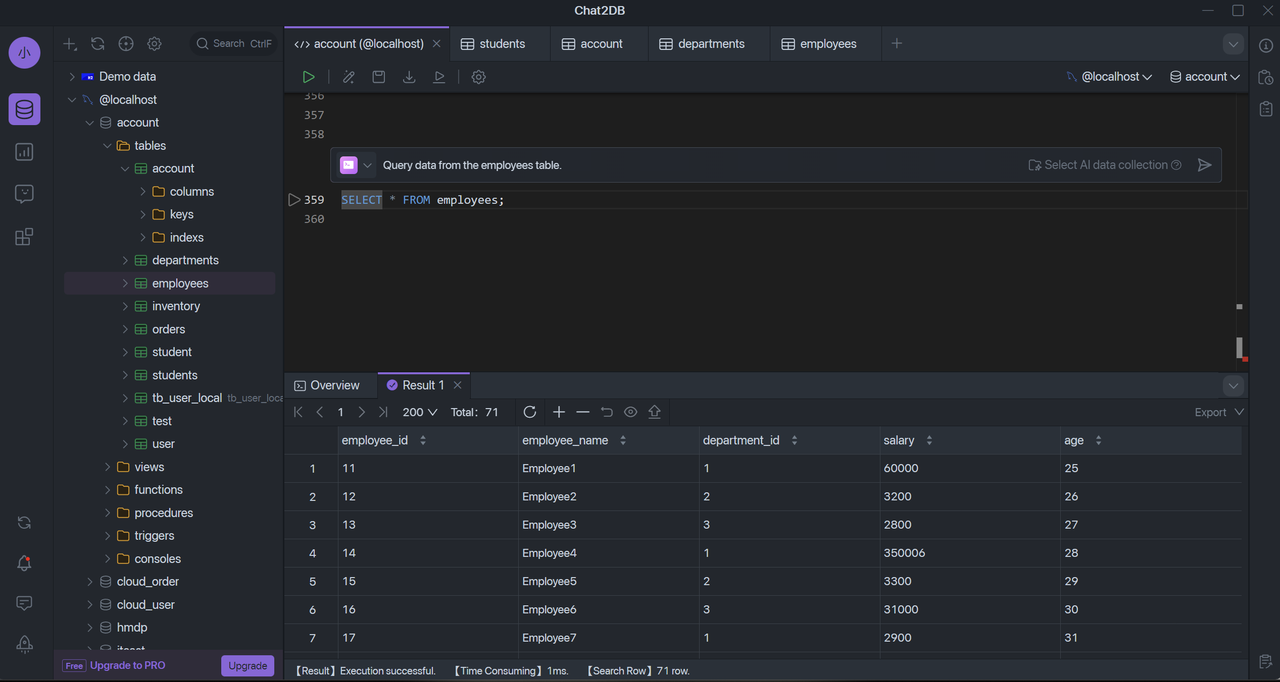 Chat2DB
小
Search CtrlF
Demo data
@localhost
account
tables
account
columns
keys
indexs
departments
employees
inventory
orders
student
students
tb_user_local tb_user_loca
test
user
views
functions
procedures
triggers
consoles
cloud_order
cloud_user
hmdp
Free Upgrade to PRO Upgrade
</> account (@localhost) students account departments employees
@localhost account
356
357
358
Query data from the employees table. Select AI data collection
359 SELECT * FROM employees;
360
Overview Result 1
1 200 Total: 71 Export
employee_id employee_name department_id salary age
1 11 Employee1 1 60000 25
2 12 Employee2 2 3200 26
3 13 Employee3 3 2800 27
4 14 Employee4 1 350006 28
5 15 Employee5 2 3300 29
6 16 Employee6 3 31000 30
7 17 Employee7 1 2900 31
【Result】Execution successful. 【Time Consuming】1ms. 【Search Row】71 row.